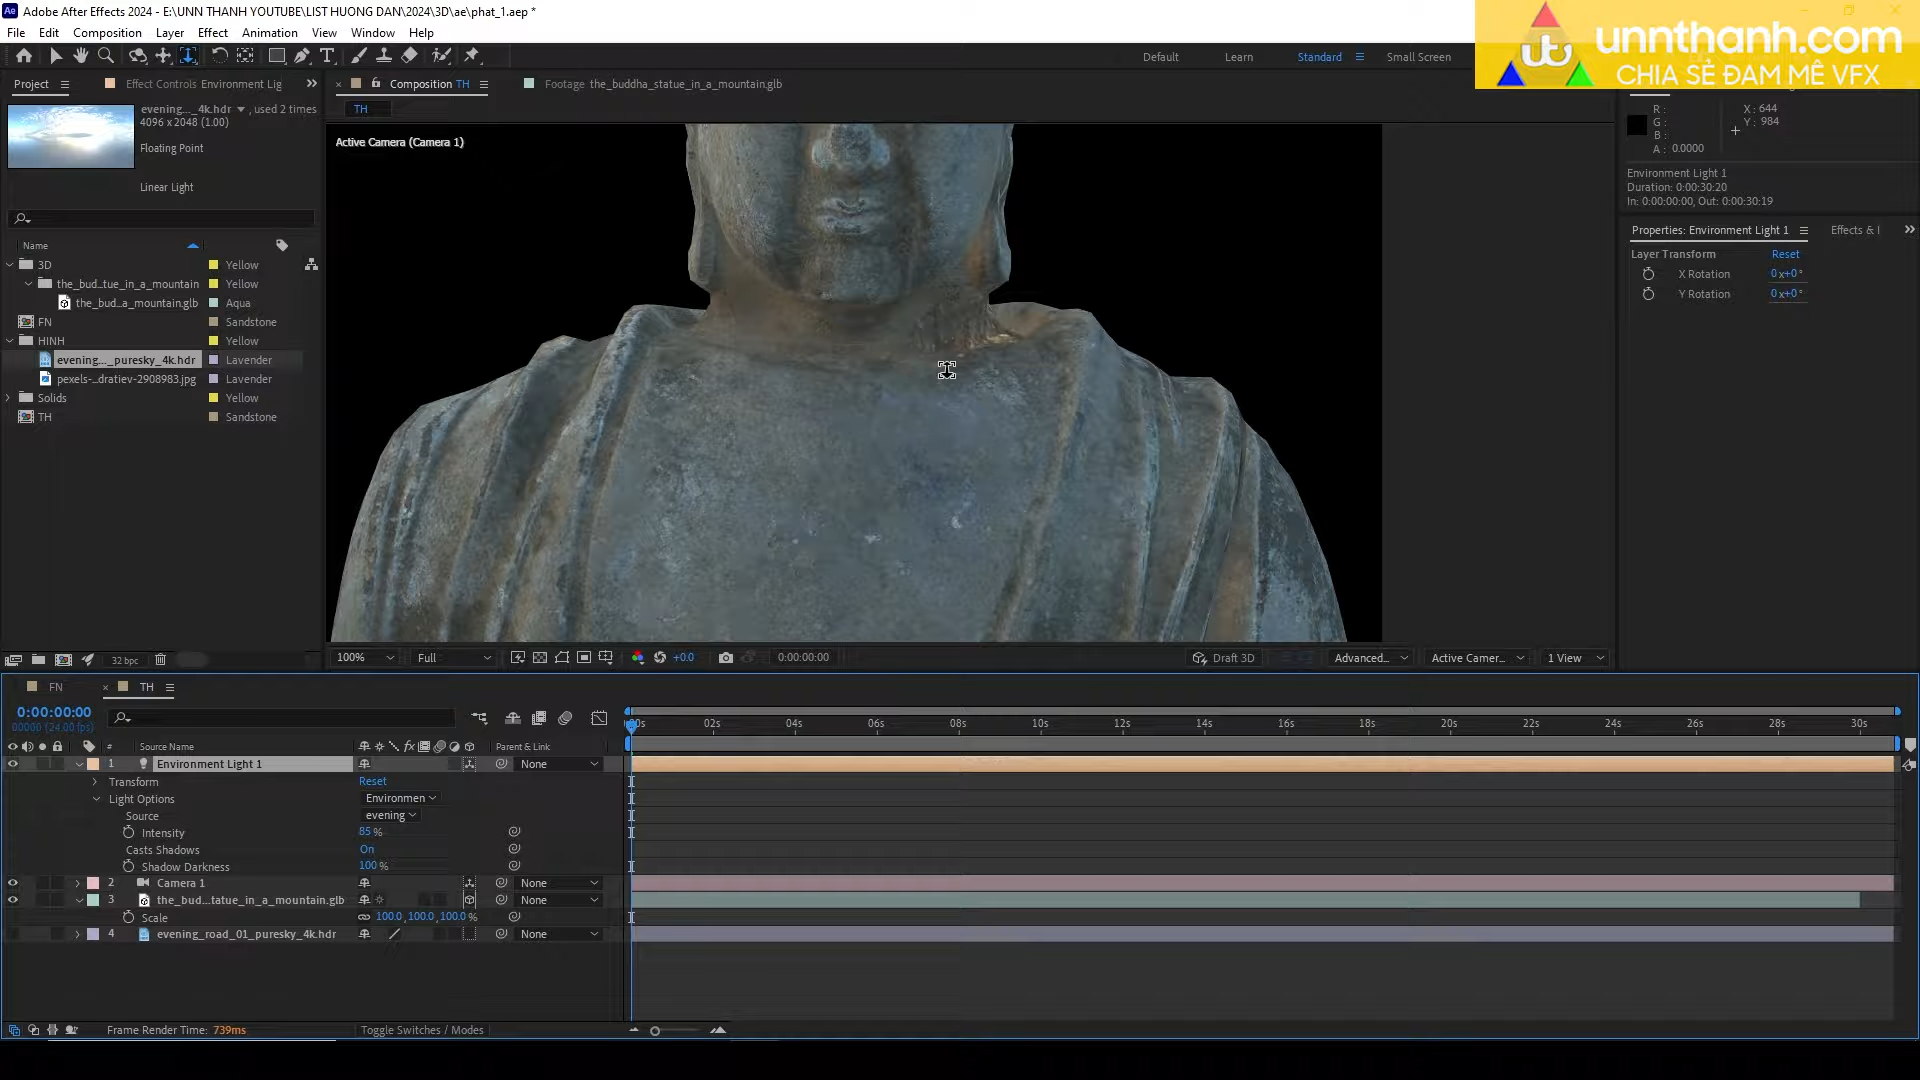 Adobe After Effects 2024 - E:\UNN THANH YOUTUBE\LIST HUONG DAN\2024\3D\ae\phat_1.aep *
File Edit Composition Layer Effect Animation View Window Help
Default Learn Standard Small Screen
unnthanh.com
CHIA SẺ ĐAM MÊ VFX
Project Effect Controls Environment Lig
Composition TH
Footage the_buddha_statue_in_a_mountain.glb
TH
evening..._4k.hdr , used 2 times
4096 x 2048 (1.00)
Floating Point
Linear Light
Name
3D Yellow
the_bud...tue_in_a_mountain Yellow
the_bud..a_mountain.glb Aqua
FN Sandstone
HINH Yellow
evening..._puresky_4k.hdr Lavender
pexels-...dratiev-2908983.jpg Lavender
Solids Yellow
TH Sandstone
32 bpc
Active Camera (Camera 1)
100% Full +0.0 0:00:00:00 Draft 3D Advanced... Active Camer... 1 View
R :
G :
B :
A : 0.0000
X : 644
Y : 984
Environment Light 1
Duration: 0:00:30:20
In: 0:00:00:00, Out: 0:00:30:19
Properties: Environment Light 1 Effects & I
Layer Transform Reset
X Rotation 0x+0°
Y Rotation 0x+0°
FN TH
0:00:00:00
00000 (24.00 fps)
:00s 02s 04s 06s 08s 10s 12s 14s 16s 18s 20s 22s 24s 26s 28s 30s
# Source Name fx Parent & Link
1 Environment Light 1 None
Transform Reset
Light Options Environmen
Source evening
Intensity 85 %
Casts Shadows On
Shadow Darkness 100 %
2 Camera 1 None
3 the_bud...tatue_in_a_mountain.glb None
Scale 100.0,100.0,100.0 %
4 evening_road_01_puresky_4k.hdr None
Frame Render Time: 739ms Toggle Switches / Modes